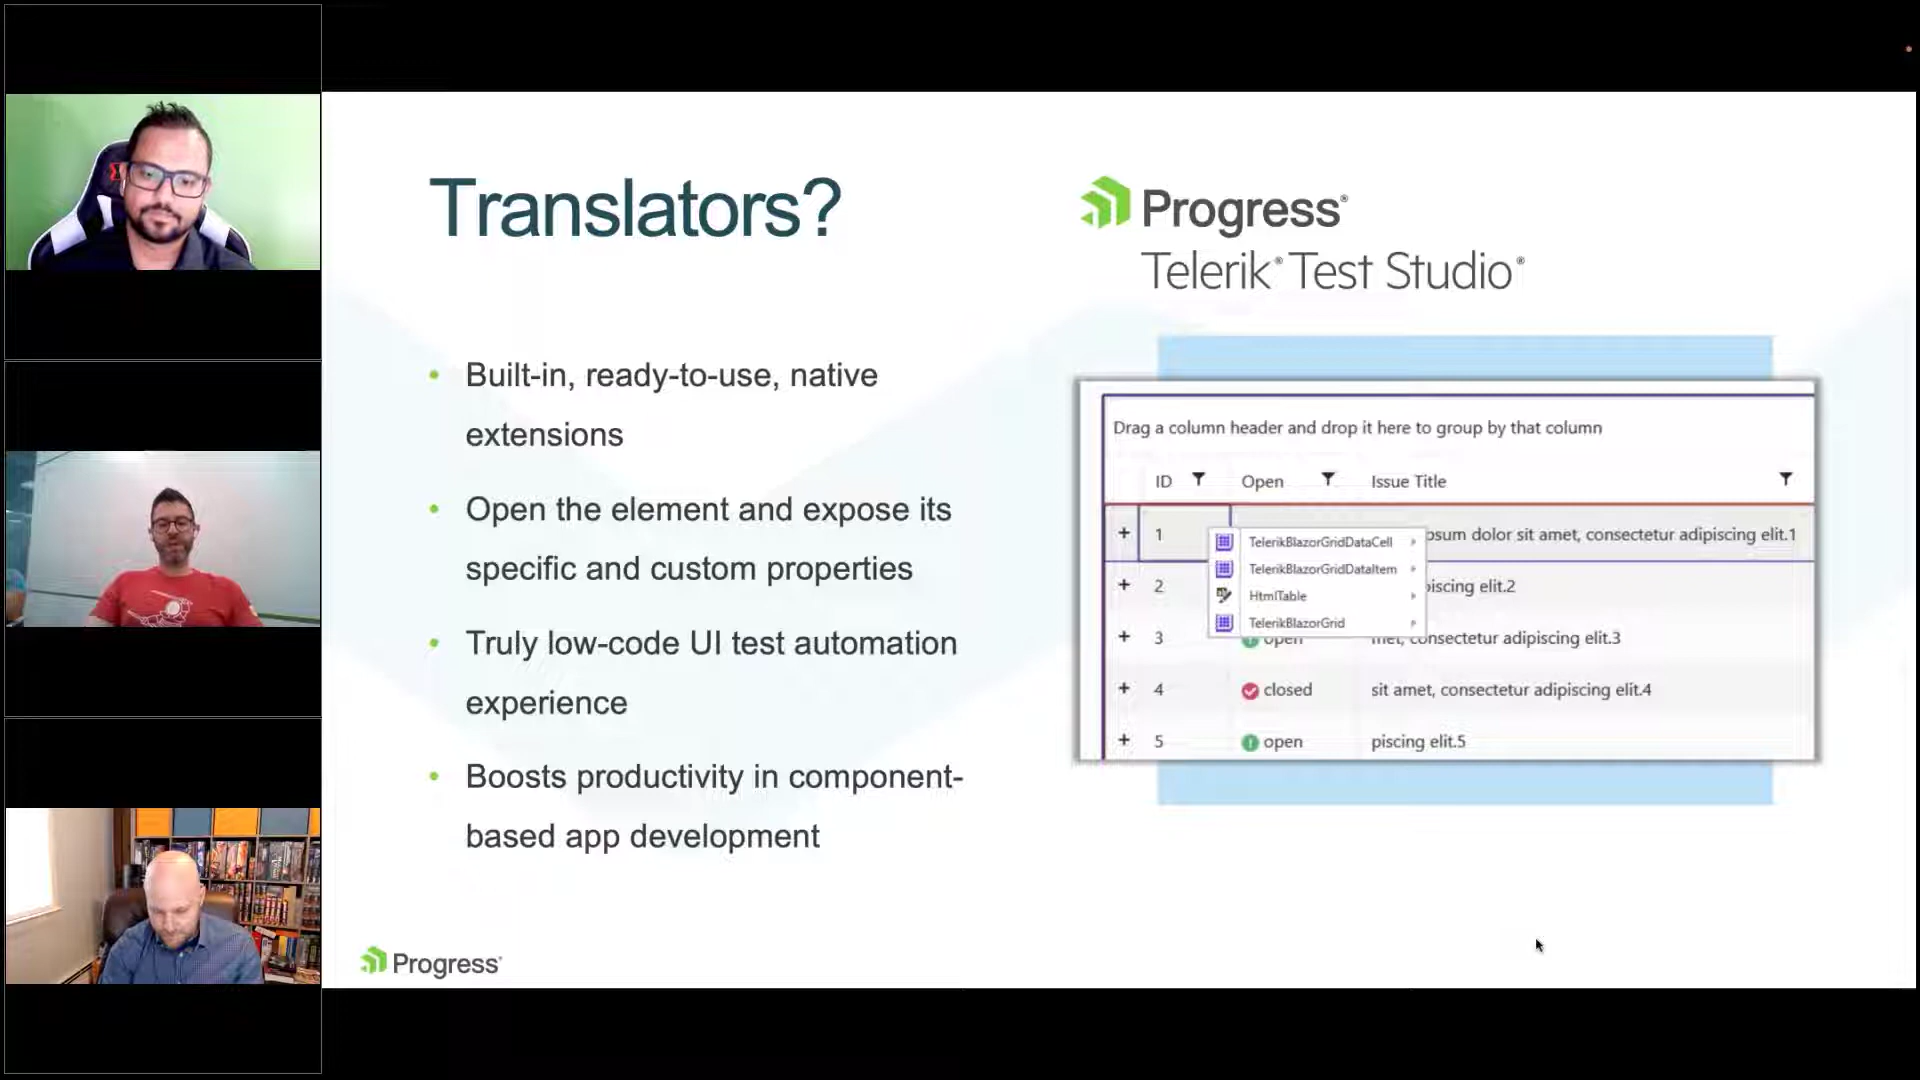 Translators?
Progress®
Telerik® Test Studio®
• Built-in, ready-to-use, native
extensions
• Open the element and expose its
specific and custom properties
• Truly low-code UI test automation
experience
• Boosts productivity in component-
based app development
Drag a column header and drop it here to group by that column
ID Open Issue Title
+ 1 psum dolor sit amet, consectetur adipiscing elit.1
TelerikBlazorGridDataCell
TelerikBlazorGridDataItem
HtmlTable
TelerikBlazorGrid
+ 2 piscing elit.2
+ 3 open met, consectetur adipiscing elit.3
+ 4 closed sit amet, consectetur adipiscing elit.4
+ 5 open piscing elit.5
Progress®